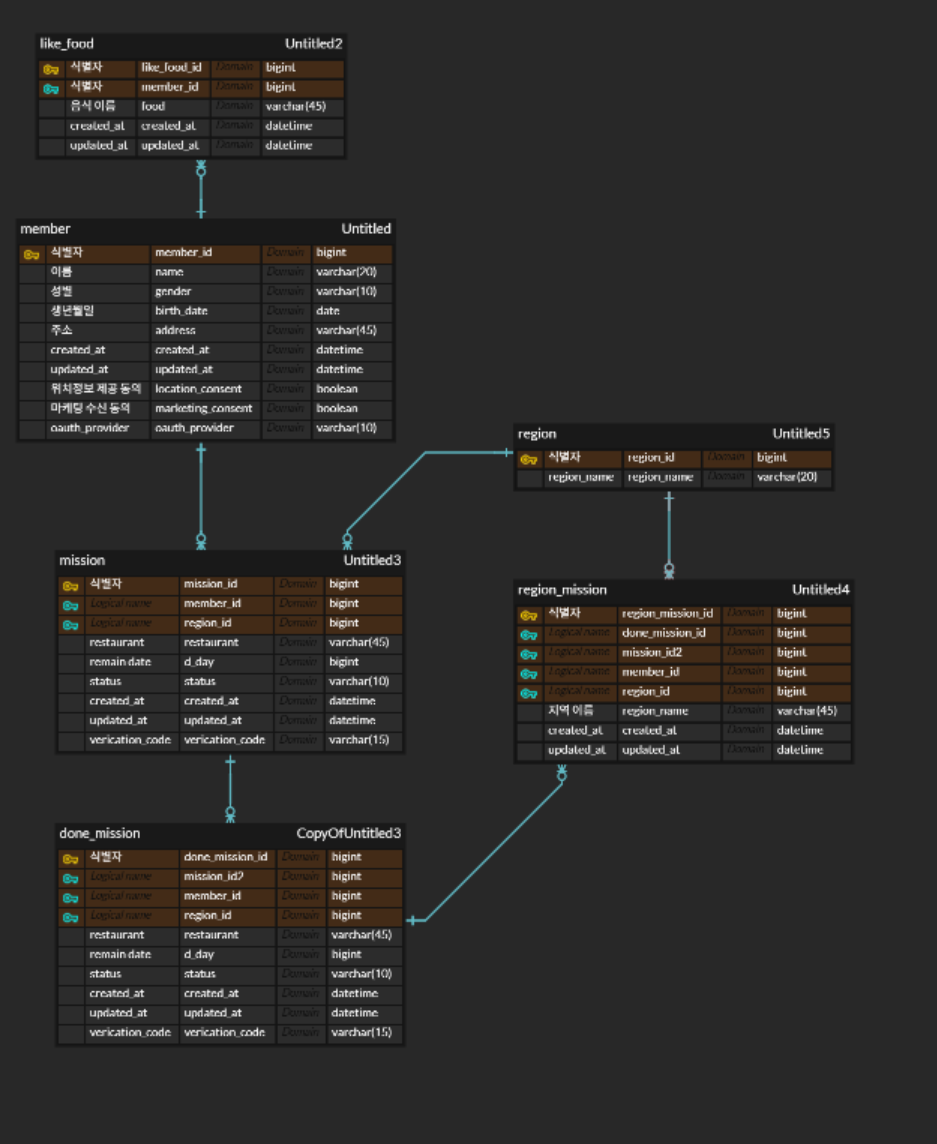 like_food Untitled2
식별자 like_food_id Domain bigint
식별자 member_id Domain bigint
음식 이름 food Domain varchar(45)
created_at created_at Domain datetime
updated_at updated_at Domain datetime
member Untitled
식별자 member_id Domain bigint
이름 name Domain varchar(20)
성별 gender Domain varchar(10)
생년월일 birth_date Domain date
주소 address Domain varchar(45)
created_at created_at Domain datetime
updated_at updated_at Domain datetime
위치정보 제공 동의 location_consent Domain boolean
마케팅 수신 동의 marketing_consent Domain boolean
oauth_provider oauth_provider Domain varchar(10)
region Untitled5
식별자 region_id Domain bigint
region_name region_name Domain varchar(20)
mission Untitled3
식별자 mission_id Domain bigint
Logical name member_id Domain bigint
Logical name region_id Domain bigint
restaurant restaurant Domain varchar(45)
remain date d_day Domain bigint
status status Domain varchar(10)
created_at created_at Domain datetime
updated_at updated_at Domain datetime
verication_code verication_code Domain varchar(15)
region_mission Untitled4
식별자 region_mission_id Domain bigint
Logical name done_mission_id Domain bigint
Logical name mission_id2 Domain bigint
Logical name member_id Domain bigint
Logical name region_id Domain bigint
지역 이름 region_name Domain varchar(45)
created_at created_at Domain datetime
updated_at updated_at Domain datetime
done_mission CopyOfUntitled3
식별자 done_mission_id Domain bigint
Logical name mission_id2 Domain bigint
Logical name member_id Domain bigint
Logical name region_id Domain bigint
restaurant restaurant Domain varchar(45)
remain date d_day Domain bigint
status status Domain varchar(10)
created_at created_at Domain datetime
updated_at updated_at Domain datetime
verication_code verication_code Domain varchar(15)